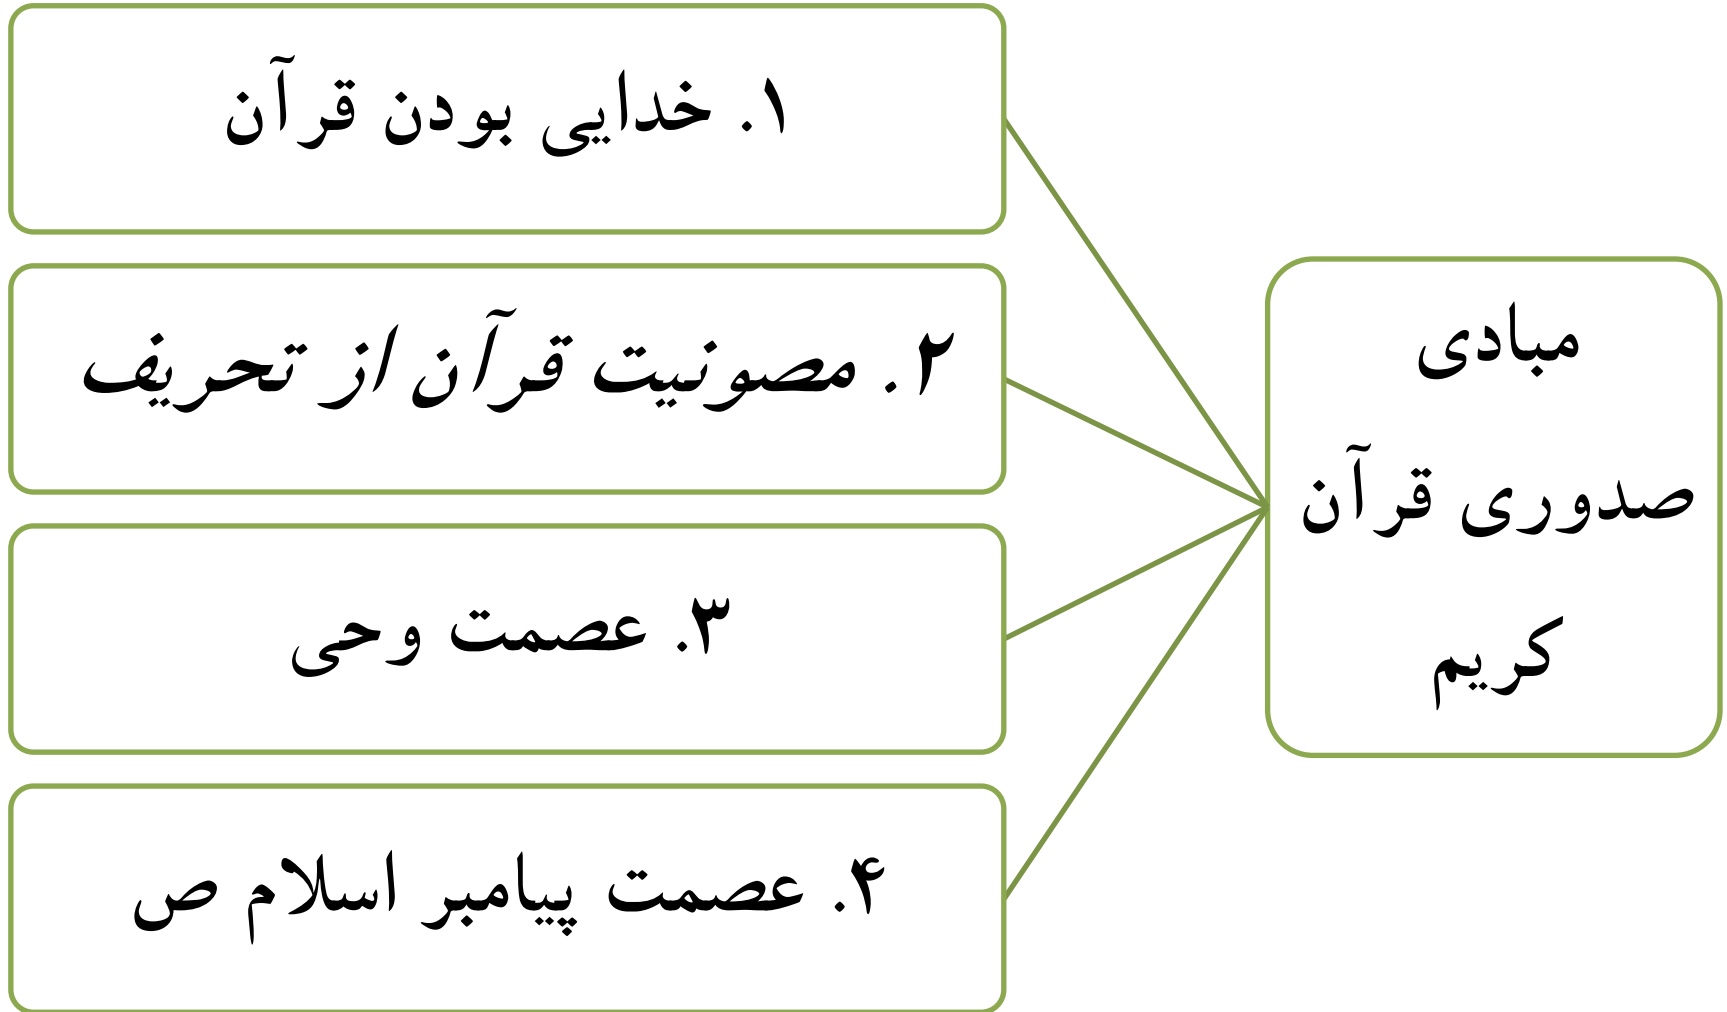 مبادی
صدوری قرآن
کریم
۱. خدایی بودن قرآن
۲. مصونیت قرآن از تحریف
۳. عصمت وحی
۴. عصمت پیامبر اسلام ص